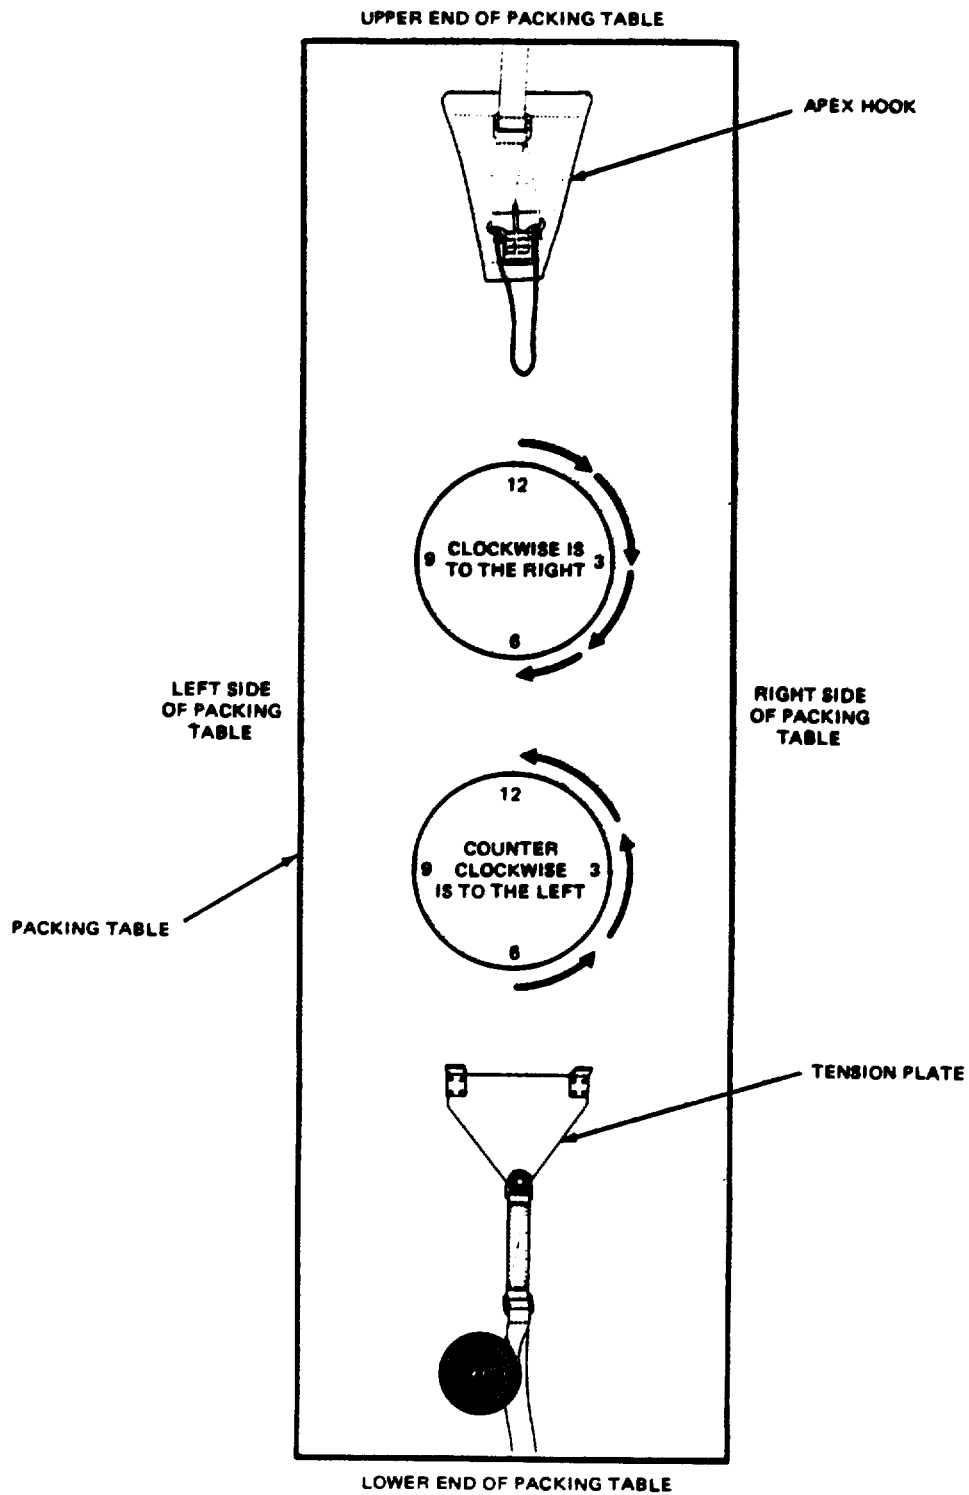 UPPER END OF PACKING TABLE
APEX HOOK
12
9
CLOCKWISE IS
TO THE RIGHT
3
6
LEFT SIDE
OF PACKING
TABLE
RIGHT SIDE
OF PACKING
TABLE
12
9
COUNTER
CLOCKWISE
IS TO THE LEFT
3
6
PACKING TABLE
TENSION PLATE
LOWER END OF PACKING TABLE